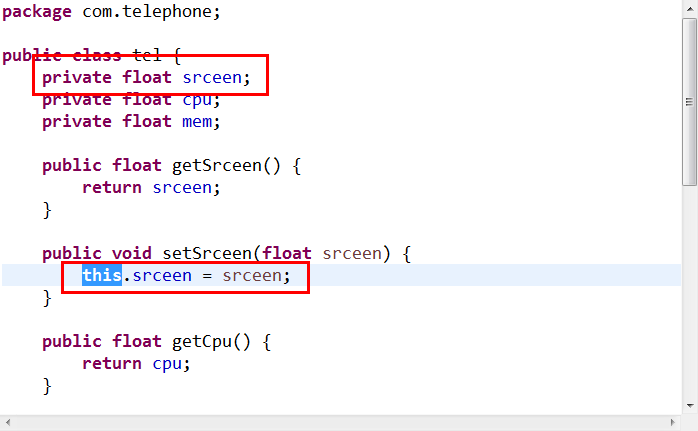 package com.telephone;
public class tel {
private float srceen;
private float cpu;
private float mem;
public float getSrceen() {
return srceen;
}
public void setSrceen(float srceen) {
this.srceen = srceen;
}
public float getCpu() {
return cpu;
}